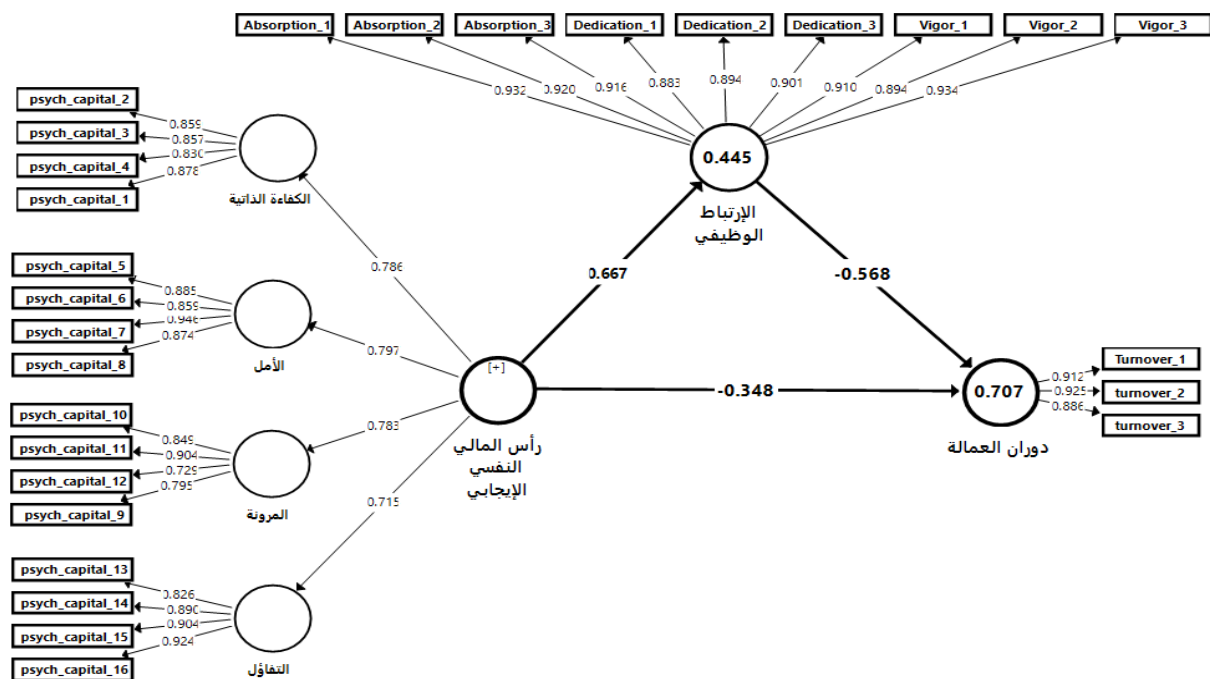 Absorption_1
Absorption_2
Absorption_3
Dedication_1
Dedication_2
Dedication_3
Vigor_1
Vigor_2
Vigor_3
0.932
0.920
0.916
0.883
0.894
0.901
0.910
0.894
0.934
0.445
الإرتباط
الوظيفي
psych_capital_2
psych_capital_3
psych_capital_4
psych_capital_1
0.859
0.857
0.830
0.878
الكفاءة الذاتية
psych_capital_5
psych_capital_6
psych_capital_7
psych_capital_8
0.885
0.859
0.946
0.874
الأمل
psych_capital_10
psych_capital_11
psych_capital_12
psych_capital_9
0.849
0.904
0.729
0.795
المرونة
psych_capital_13
psych_capital_14
psych_capital_15
psych_capital_16
0.826
0.890
0.904
0.924
التفاؤل
0.786
0.797
0.783
0.715
[+]
رأس المالي
النفسي
الإيجابي
0.667
-0.568
-0.348
0.707
دوران العمالة
0.912
0.925
0.886
Turnover_1
turnover_2
turnover_3